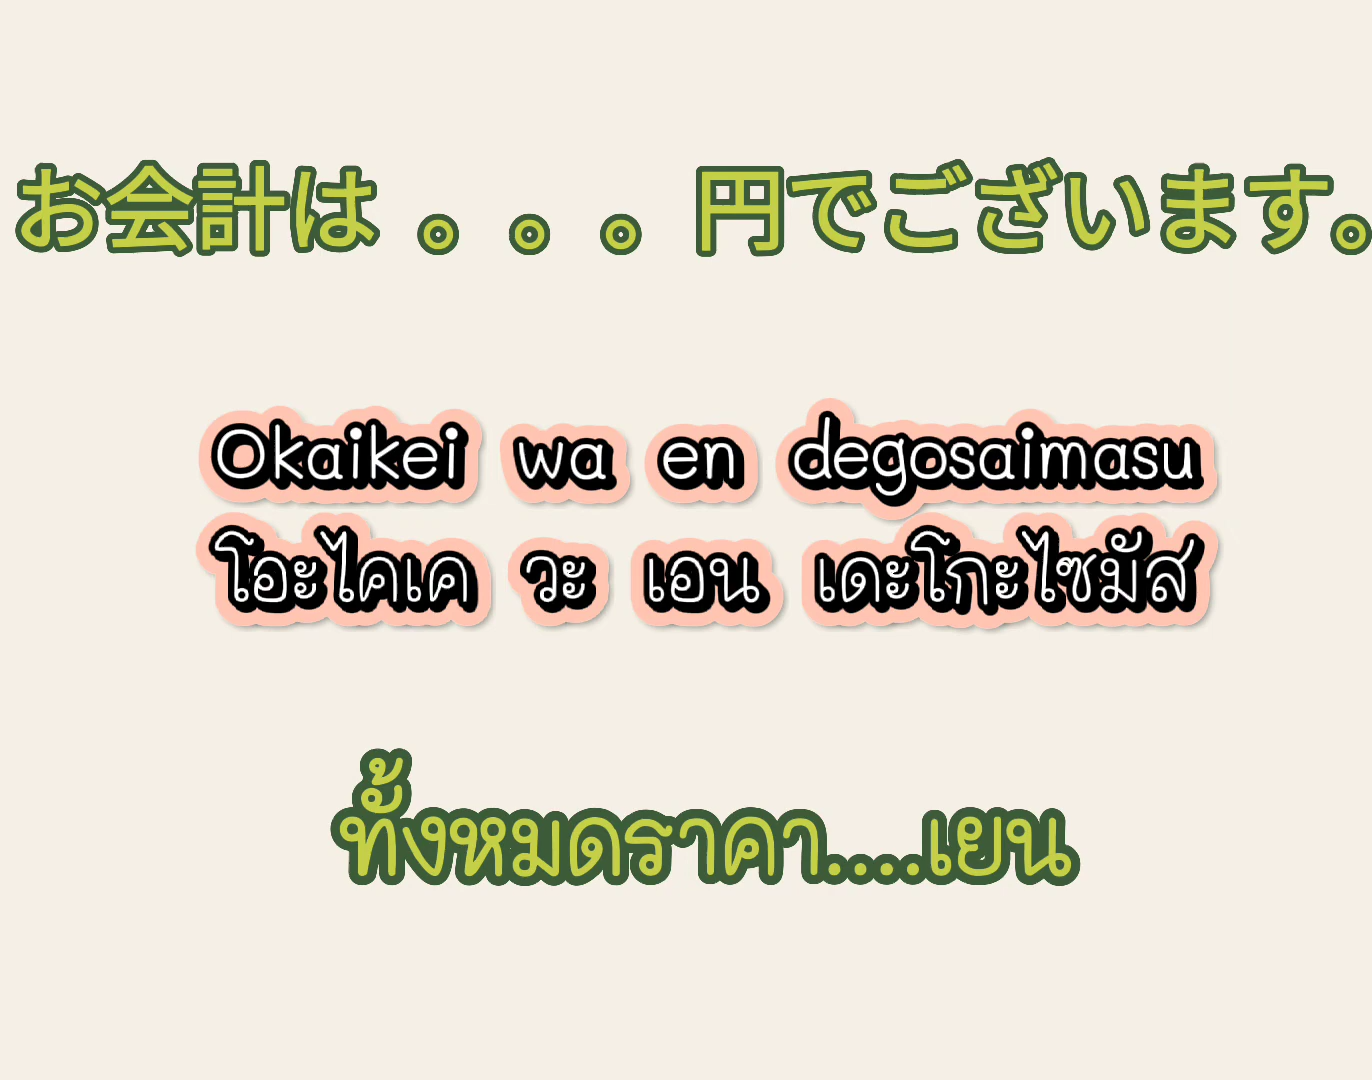 お会計は 。。。円でございます。
Okaikei wa en degosaimasu
โอะไคเค วะ เอน เดะโกะไซมัส
ทั้งหมดราคา....เยน